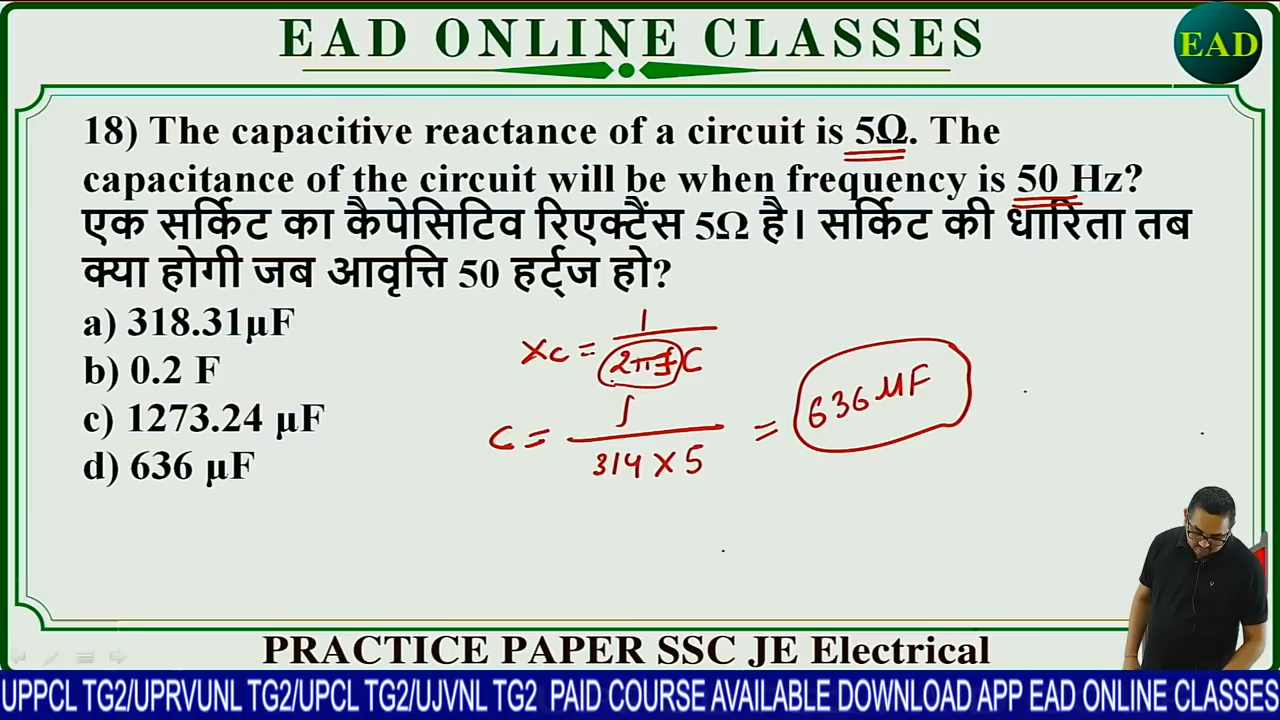 EAD ONLINE CLASSES
EAD
18) The capacitive reactance of a circuit is 5Ω. The
capacitance of the circuit will be when frequency is 50 Hz?
एक सर्किट का कैपेसिटिव रिएक्टैंस 5Ω है। सर्किट की धारिता तब
क्या होगी जब आवृत्ति 50 हर्ट्ज हो?
a) 318.31μF
b) 0.2 F
c) 1273.24 μF
d) 636 μF
Xc = 1 / 2πfC
C = 1 / 314 X 5 = 636 μF
PRACTICE PAPER SSC JE Electrical
UPPCL TG2/UPRVUNL TG2/UPCL TG2/UJVNL TG2 PAID COURSE AVAILABLE DOWNLOAD APP EAD ONLINE CLASSES